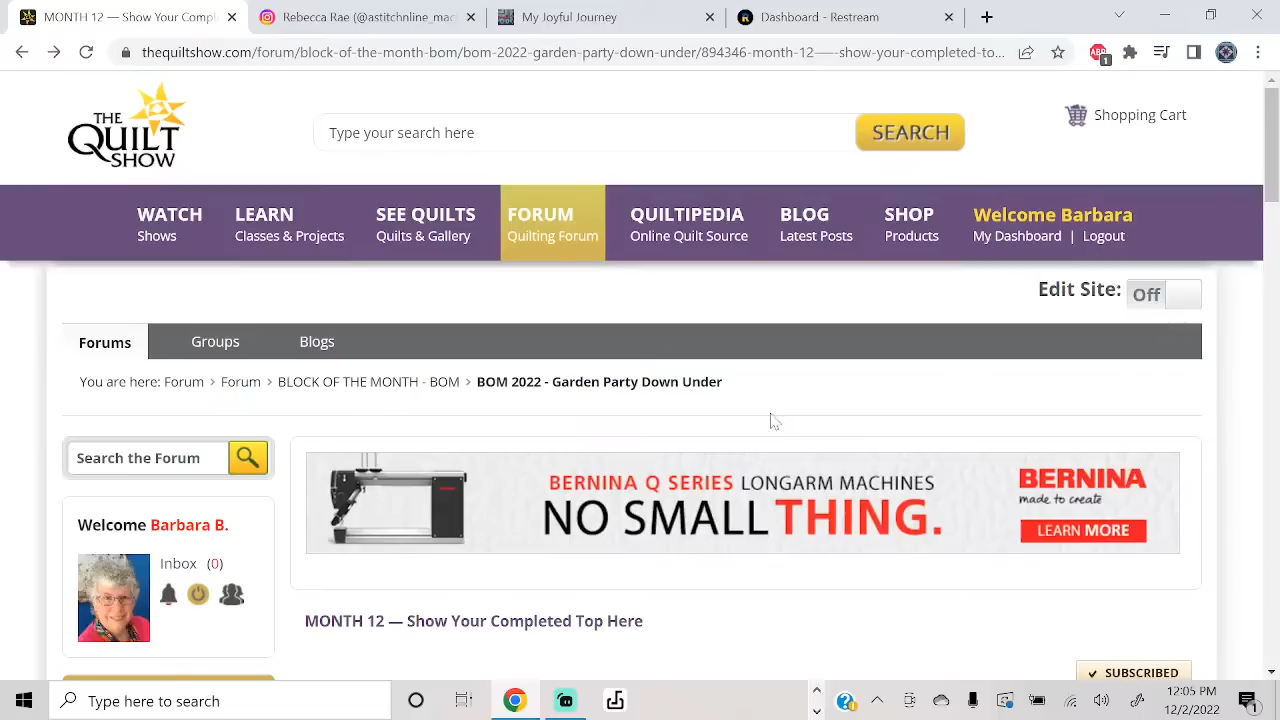 MONTH 12 — Show Your Completed
Rebecca Rae (@astitchnl_mar
My Joyful Journey
Dashboard - Restream
thequiltshow.com/forum/block-of-the-month-bom/bom-2022-garden-party-down-under/894346-month-12-—-show-your-completed-to...
ABP
1
THE
QUILT
SHOW
Type your search here
SEARCH
Shopping Cart
WATCH
Shows
LEARN
Classes & Projects
SEE QUILTS
Quilts & Gallery
FORUM
Quilting Forum
QUILTIPEDIA
Online Quilt Source
BLOG
Latest Posts
SHOP
Products
Welcome Barbara
My Dashboard | Logout
Edit Site: Off
Forums Groups Blogs
You are here: Forum > Forum > BLOCK OF THE MONTH - BOM > BOM 2022 - Garden Party Down Under
Search the Forum
BERNINA Q SERIES LONGARM MACHINES
NO SMALL THING.
BERNINA
made to create
LEARN MORE
Welcome Barbara B.
Inbox (0)
MONTH 12 — Show Your Completed Top Here
✓ SUBSCRIBED
Type here to search
12:05 PM
12/2/2022
1